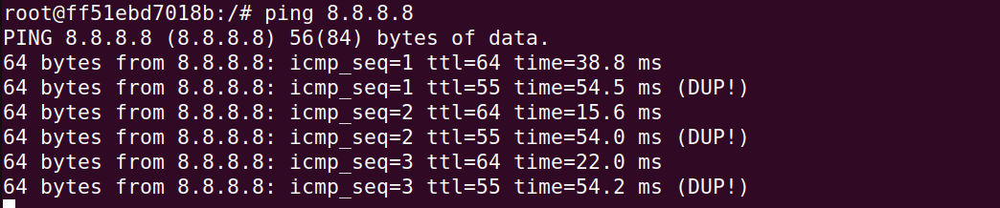 root@ff51ebd7018b:/# ping 8.8.8.8
PING 8.8.8.8 (8.8.8.8) 56(84) bytes of data.
64 bytes from 8.8.8.8: icmp_seq=1 ttl=64 time=38.8 ms
64 bytes from 8.8.8.8: icmp_seq=1 ttl=55 time=54.5 ms (DUP!)
64 bytes from 8.8.8.8: icmp_seq=2 ttl=64 time=15.6 ms
64 bytes from 8.8.8.8: icmp_seq=2 ttl=55 time=54.0 ms (DUP!)
64 bytes from 8.8.8.8: icmp_seq=3 ttl=64 time=22.0 ms
64 bytes from 8.8.8.8: icmp_seq=3 ttl=55 time=54.2 ms (DUP!)